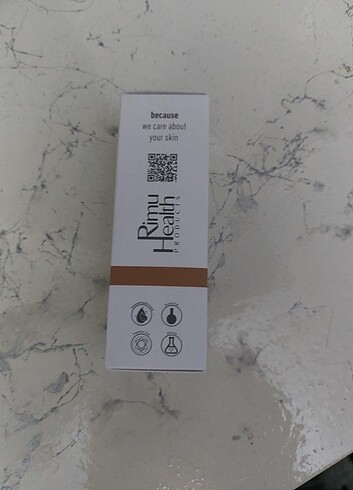 because
we care about
your skin
Rimu
Health
PRODUCTS